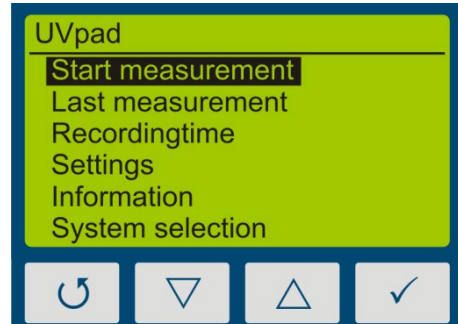 UVpad
Start measurement
Last measurement
Recordingtime
Settings
Information
System selection